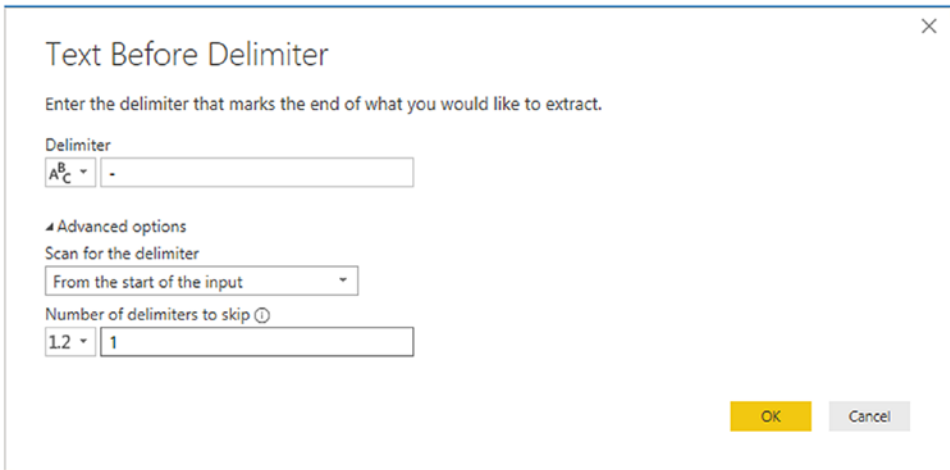 Text Before Delimiter
Enter the delimiter that marks the end of what you would like to extract.
Delimiter
ABC -
Advanced options
Scan for the delimiter
From the start of the input
Number of delimiters to skip
1.2 1
OK Cancel